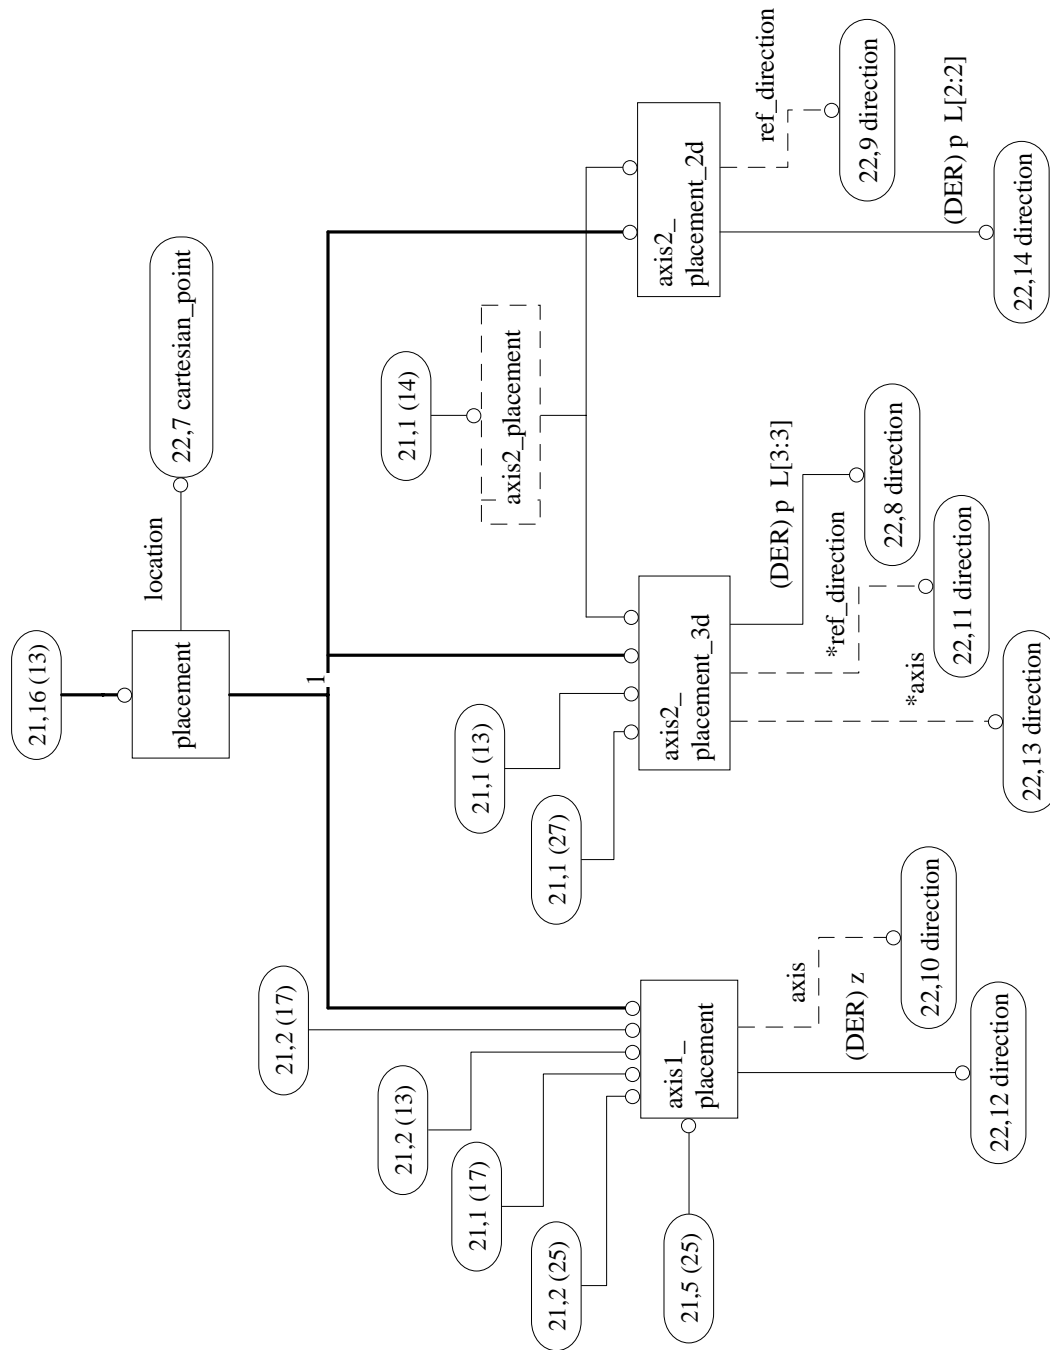 21,16 (13)
placement
location
22,7 cartesian_point
1
21,2 (17)
21,2 (13)
21,1 (17)
21,2 (25)
21,5 (25)
axis1_
placement
axis
22,10 direction
(DER) z
22,12 direction
21,1 (13)
21,1 (27)
axis2_
placement_3d
(DER) p  L[3:3]
22,8 direction
*ref_direction
22,11 direction
*axis
22,13 direction
21,1 (14)
axis2_placement
axis2_
placement_2d
ref_direction
22,9 direction
(DER) p  L[2:2]
22,14 direction